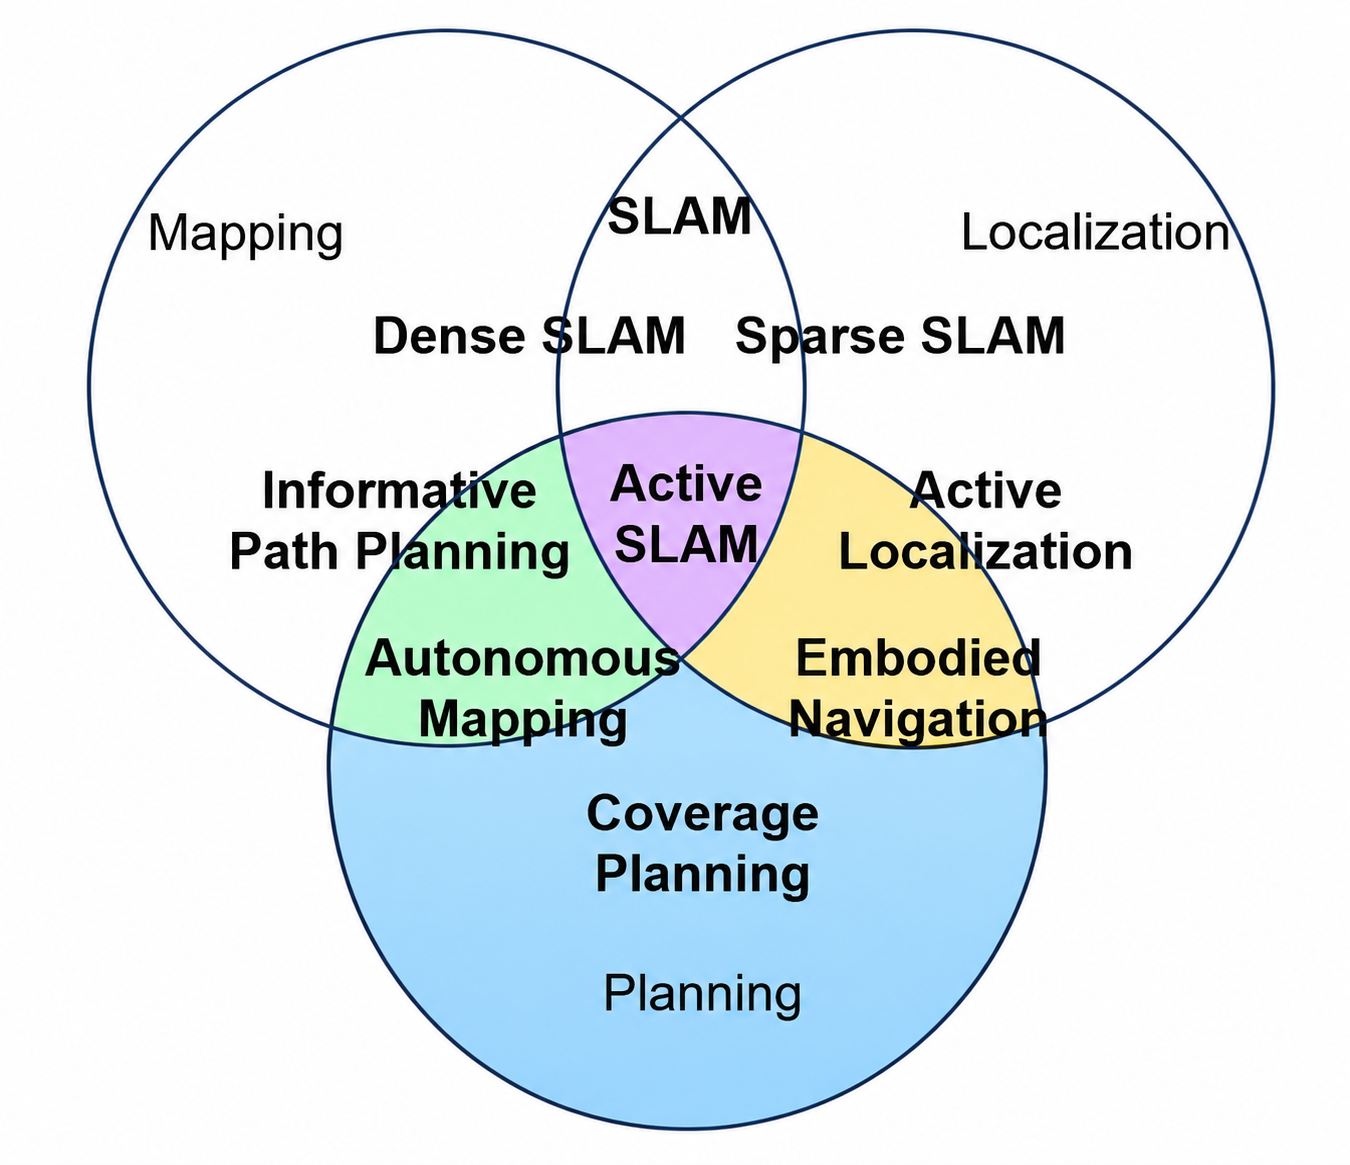 SLAM
Mapping
Localization
Dense SLAM
Sparse SLAM
Informative
Path Planning
Active
SLAM
Active
Localization
Autonomous
Mapping
Embodied
Navigation
Coverage
Planning
Planning